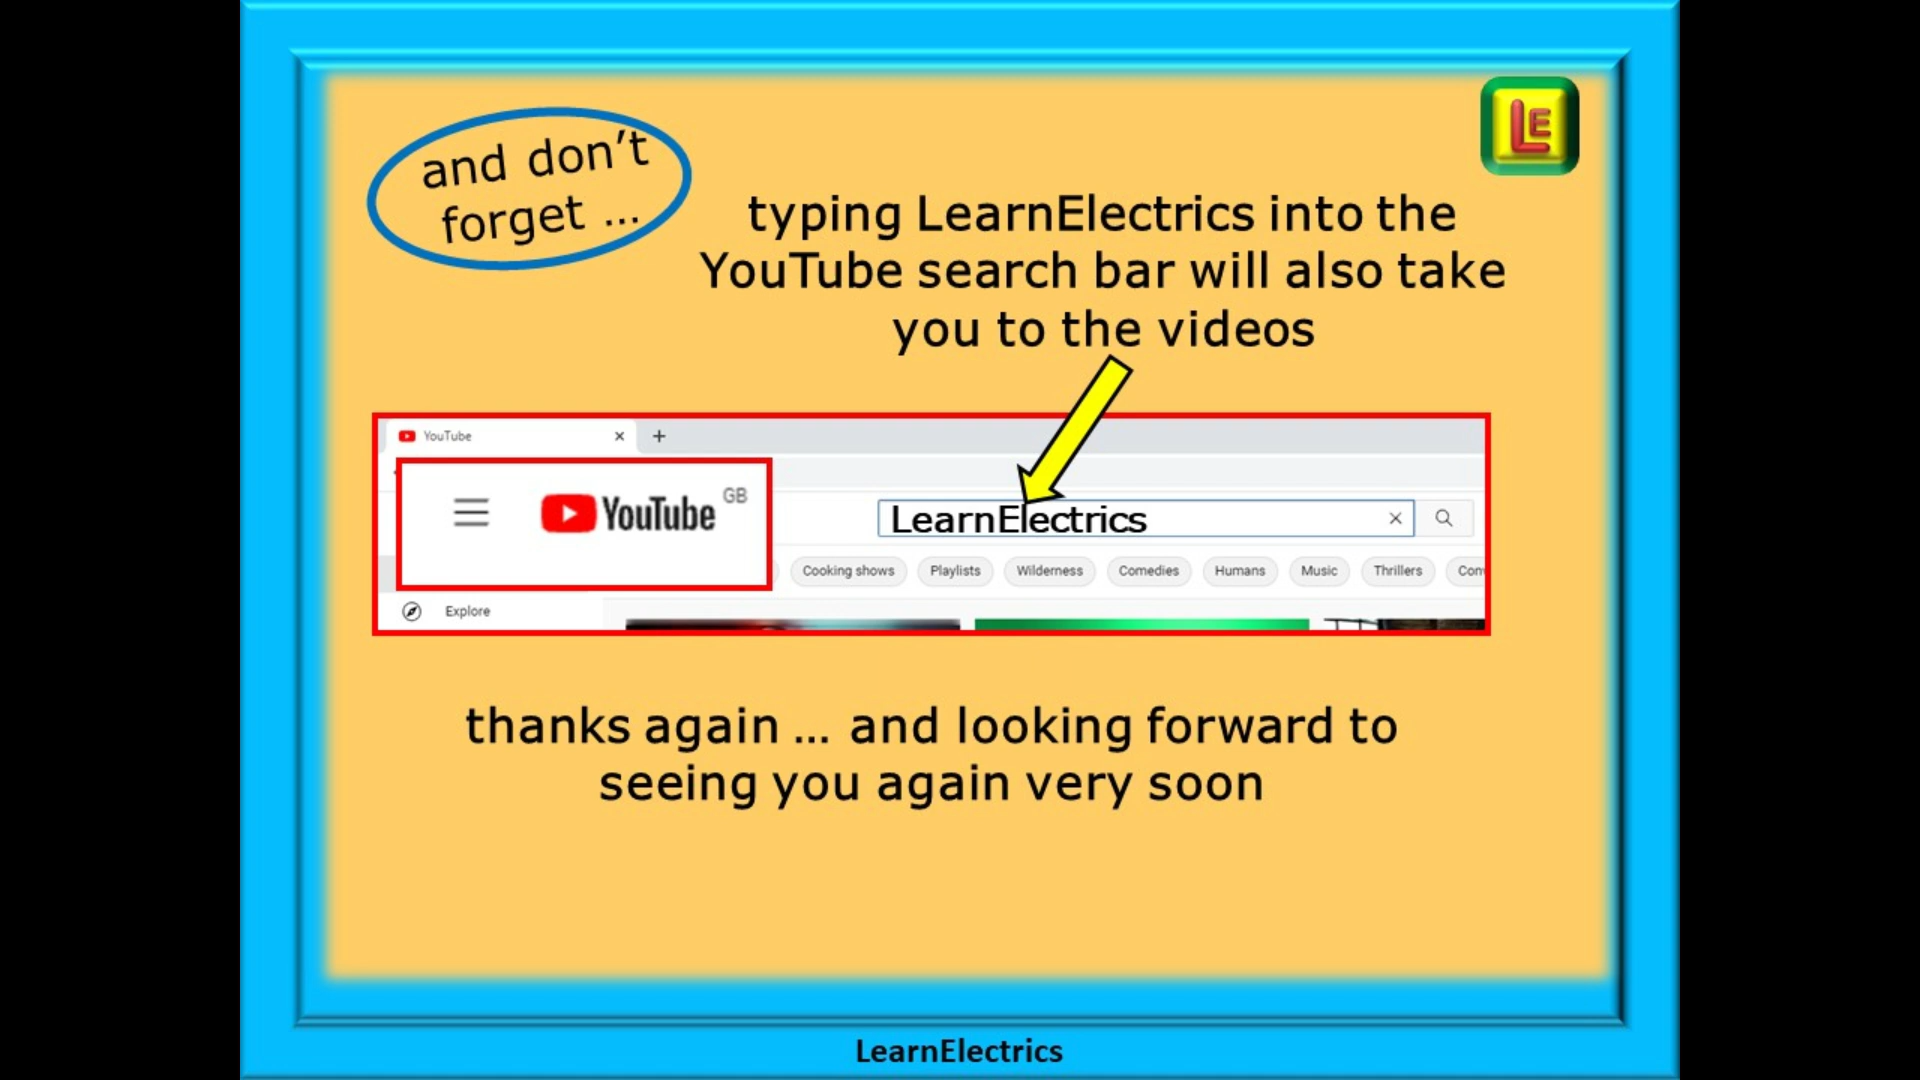 and don't
forget ...
LE
typing LearnElectrics into the
YouTube search bar will also take
you to the videos
YouTube
YouTube GB
LearnElectrics
Cooking shows Playlists Wilderness Comedies Humans Music Thrillers
Explore
thanks again ... and looking forward to
seeing you again very soon
LearnElectrics